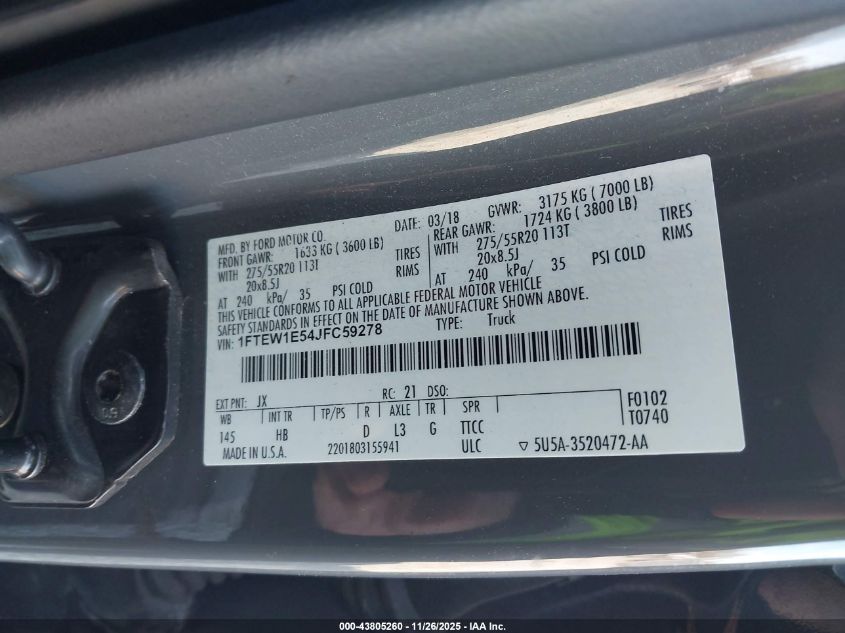 MFD. BY FORD MOTOR CO. DATE: 03/18 GVWR: 3175 KG ( 7000 LB)
FRONT GAWR: 1633 KG ( 3600 LB) REAR GAWR: 1724 KG ( 3800 LB)
WITH 275/55R20 113T TIRES WITH 275/55R20 113T TIRES
20x8.5J RIMS 20x8.5J RIMS
AT 240 kPa/ 35 PSI COLD AT 240 kPa/ 35 PSI COLD
THIS VEHICLE CONFORMS TO ALL APPLICABLE FEDERAL MOTOR VEHICLE
SAFETY STANDARDS IN EFFECT ON THE DATE OF MANUFACTURE SHOWN ABOVE.
VIN: 1FTEW1E54JFC59278 TYPE: Truck
EXT PNT: JX RC: 21 DSO:
WB INT TR TP/PS R AXLE TR SPR F0102
145 HB D L3 G TTCC T0740
MADE IN U.S.A. 2201803155941 ULC ▽ 5U5A-3520472-AA
000-43805260 - 11/26/2025 - IAA Inc.